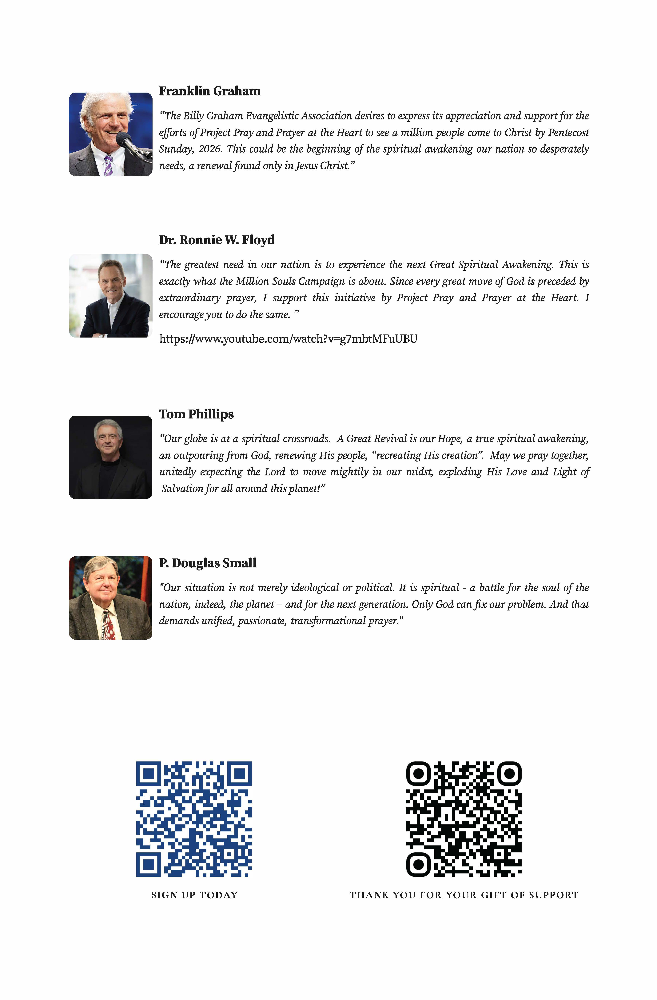 Franklin Graham
“The Billy Graham Evangelistic Association desires to express its appreciation and support for the
efforts of Project Pray and Prayer at the Heart to see a million people come to Christ by Pentecost
Sunday, 2026. This could be the beginning of the spiritual awakening our nation so desperately
needs, a renewal found only in Jesus Christ.”
Dr. Ronnie W. Floyd
“The greatest need in our nation is to experience the next Great Spiritual Awakening. This is
exactly what the Million Souls Campaign is about. Since every great move of God is preceded by
extraordinary prayer, I support this initiative by Project Pray and Prayer at the Heart. I
encourage you to do the same. ”
https://www.youtube.com/watch?v=g7mbtMFuUBU
Tom Phillips
“Our globe is at a spiritual crossroads.  A Great Revival is our Hope, a true spiritual awakening,
an outpouring from God, renewing His people, “recreating His creation”.  May we pray together,
unitedly expecting the Lord to move mightily in our midst, exploding His Love and Light of
Salvation for all around this planet!”
P. Douglas Small
"Our situation is not merely ideological or political. It is spiritual - a battle for the soul of the
nation, indeed, the planet – and for the next generation. Only God can fix our problem. And that
demands unified, passionate, transformational prayer."
SIGN UP TODAY
THANK YOU FOR YOUR GIFT OF SUPPORT